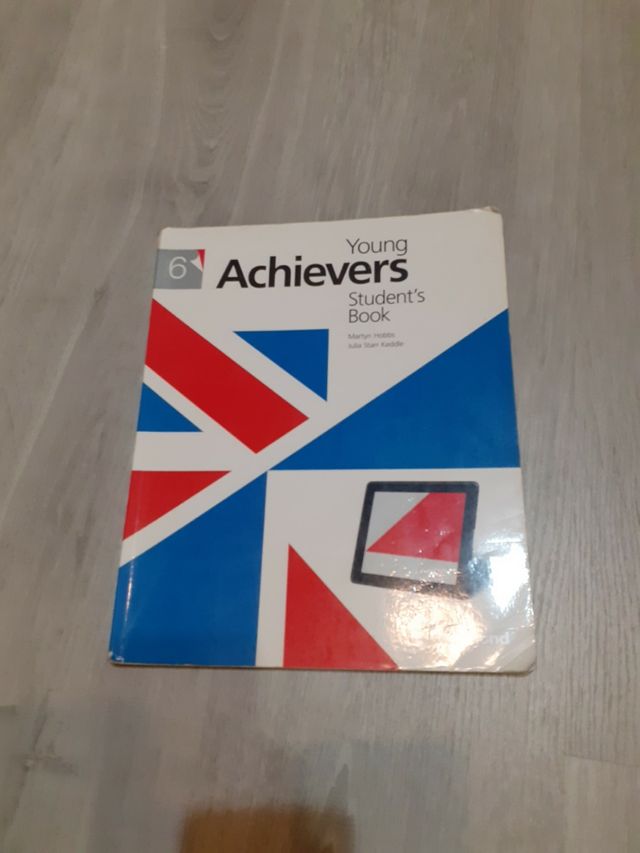 6
Young
Achievers
Student's
Book
Martyn Hobbs
Julia Starr Keddle